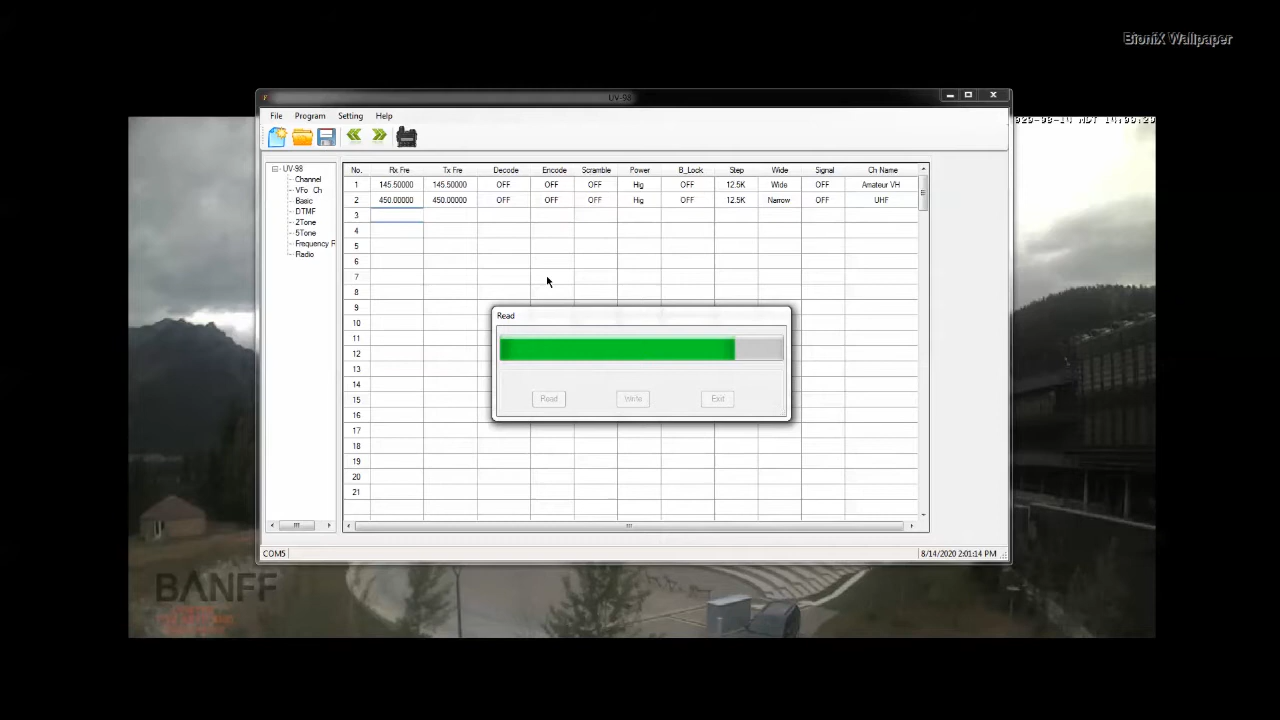 BioniX Wallpaper
UV-98
File Program Setting Help
UV-98
Channel
VFo Ch
Basic
DTMF
2Tone
5Tone
Frequency R
Radio
No. Rx Fre Tx Fre Decode Encode Scramble Power B_Lock Step Wide Signal Ch Name
1 145.50000 145.50000 OFF OFF OFF Hig OFF 12.5K Wide OFF Amateur VH
2 450.00000 450.00000 OFF OFF OFF Hig OFF 12.5K Narrow OFF UHF
3
4
5
6
7
8
9
10
11
12
13
14
15
16
17
18
19
20
21
Read
Read Write Exit
COM5 8/14/2020 2:01:14 PM
BANFF